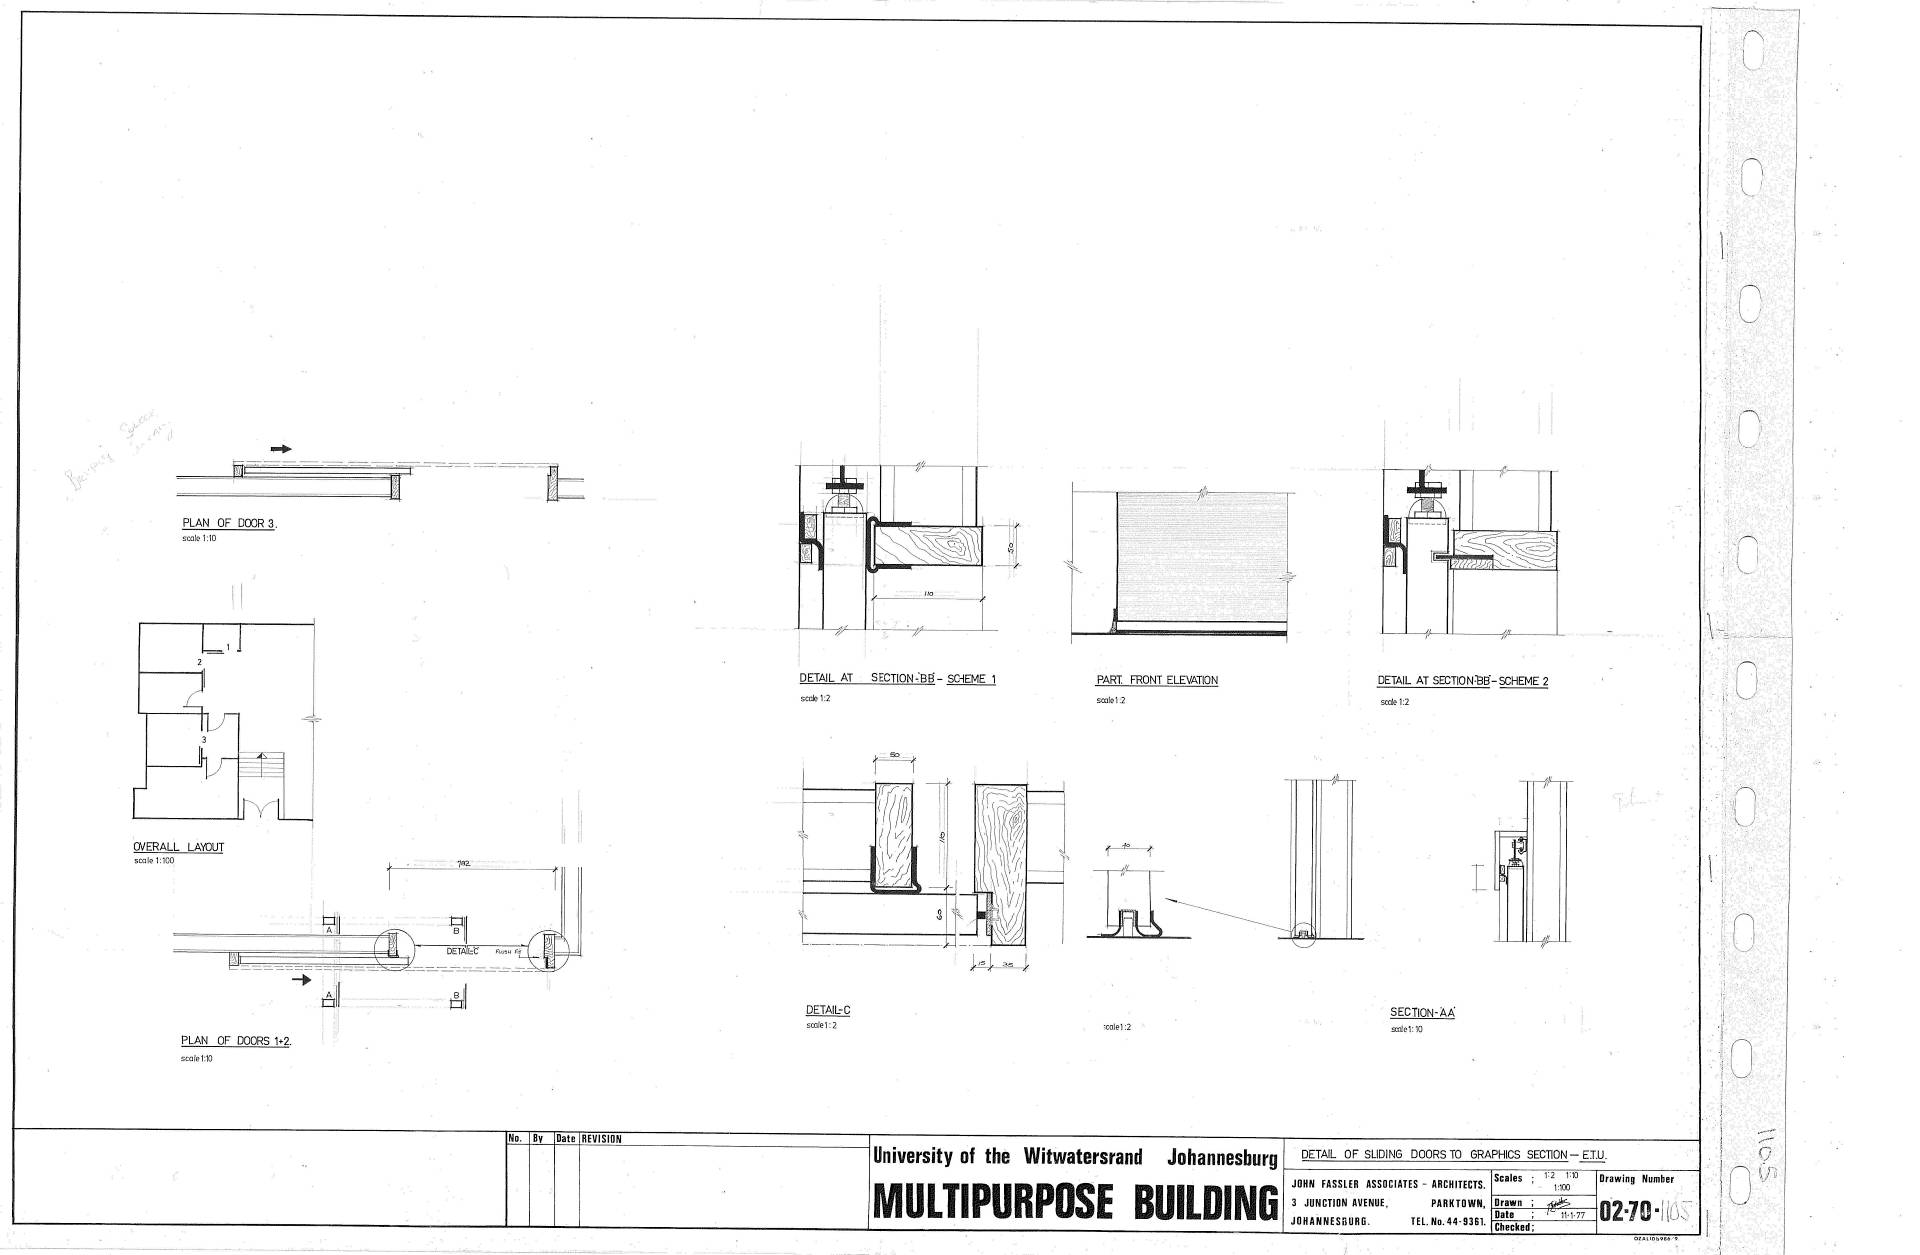 PLAN OF DOOR 3.
scale 1:10
1
2
3
OVERALL LAYOUT
scale 1:100
792
A
B
DETAIL-C
FLUSH FIT
A
B
PLAN OF DOORS 1+2.
scale 1:10
50
110
DETAIL AT SECTION-'BB' - SCHEME 1
scale 1:2
PART. FRONT ELEVATION
scale 1:2
DETAIL AT SECTION-'BB' - SCHEME 2
scale 1:2
50
110
60
15
35
DETAIL-C
scale 1:2
40
scale 1:2
SECTION-'AA'
scale 1:10
No. By Date REVISION
University of the Witwatersrand Johannesburg
MULTIPURPOSE BUILDING
DETAIL OF SLIDING DOORS TO GRAPHICS SECTION — E.T.U.
JOHN FASSLER ASSOCIATES - ARCHITECTS.
3 JUNCTION AVENUE, PARKTOWN,
JOHANNESBURG. TEL. No. 44-9361.
Scales ; 1:2 1:10
1:100
Drawn ;
Date ; 11-1-77
Checked;
Drawing Number
02-70-1105
1105